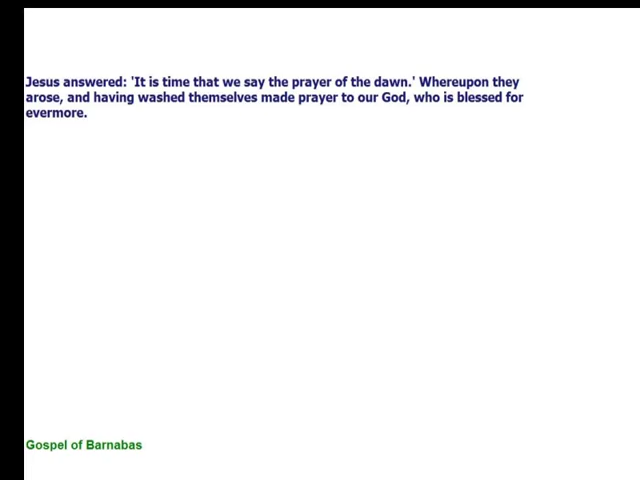 Jesus answered: 'It is time that we say the prayer of the dawn.' Whereupon they
arose, and having washed themselves made prayer to our God, who is blessed for
evermore.
Gospel of Barnabas